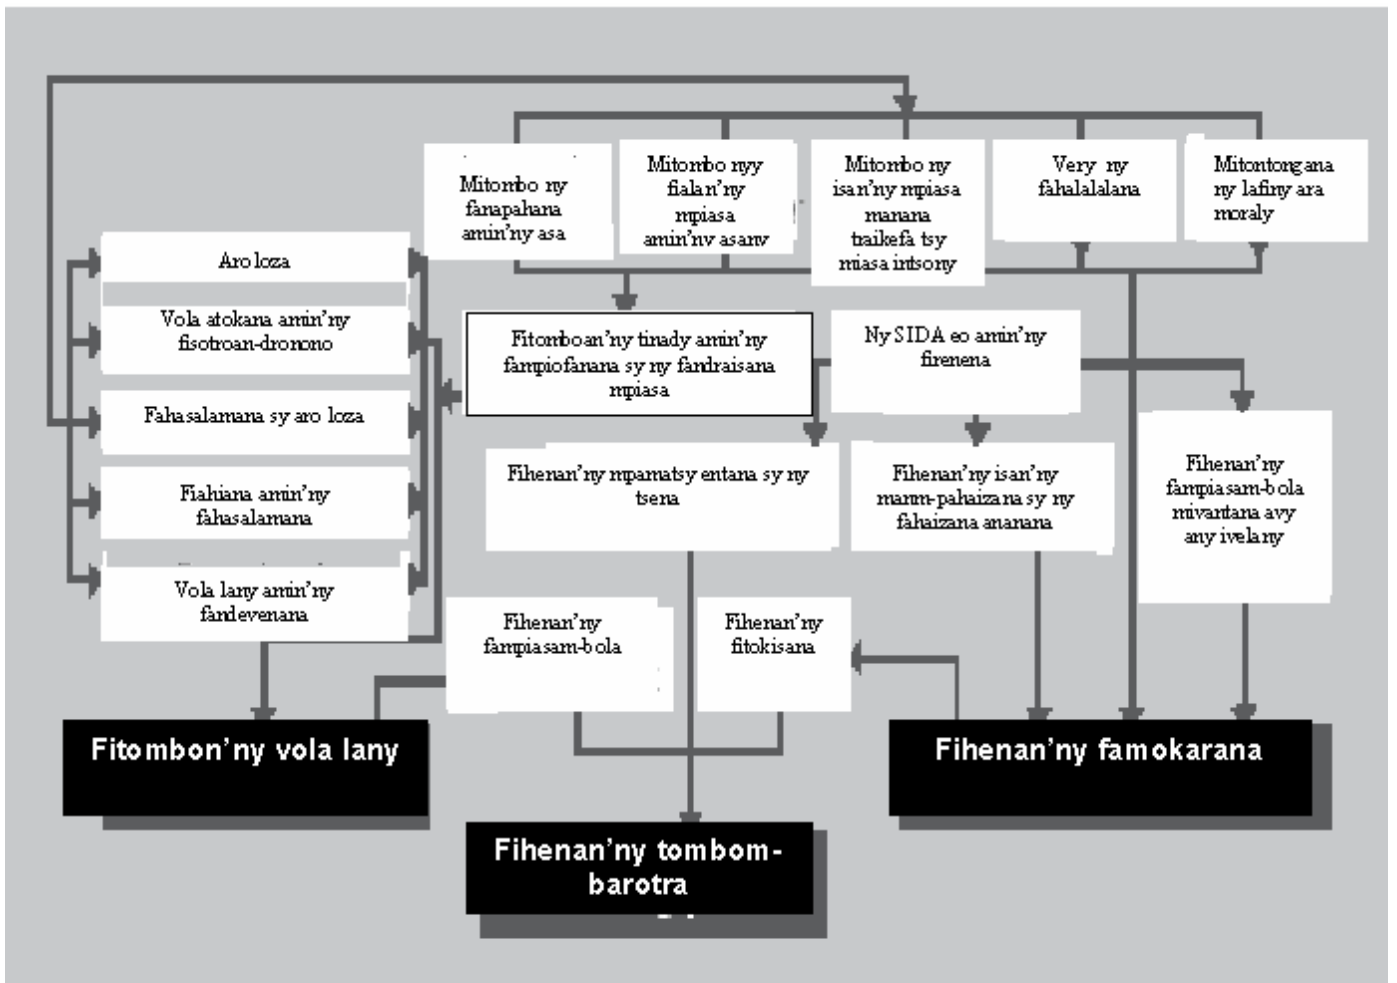 Mitombo ny
fanapahana
amin'ny asa
Mitombo nyy
fialan'ny
mpiasa
amin'ny asany
Mitombo ny
isan'ny mpiasa
manana
traikefa tsy
miasa intsony
Very ny
fahalalalana
Mitontongana
ny lafiny ara
moraly
Aro loza
Vola atokana amin'ny
fisotroan-dronono
Fahasalamana sy aro loza
Fiahiana amin'ny
fahasalamana
Vola lany amin'ny
fandevenana
Fitomboan'ny tinady amin'ny
fampiofanana sy ny fandraisana
mpiasa
Ny SIDA eo amin'ny
firenena
Fihenan'ny mpamatsy entana sy ny
tsena
Fihenan'ny isan'ny
manm-pahaizana sy ny
fahaizana ananana
Fihenan'ny
fampiasam-bola
mivantana avy
any ivelany
Fihenan'ny
fampiasam-bola
Fihenan'ny
fitokisana
Fitombon'ny vola lany
Fihenan'ny famokarana
Fihenan'ny tombom-
barotra